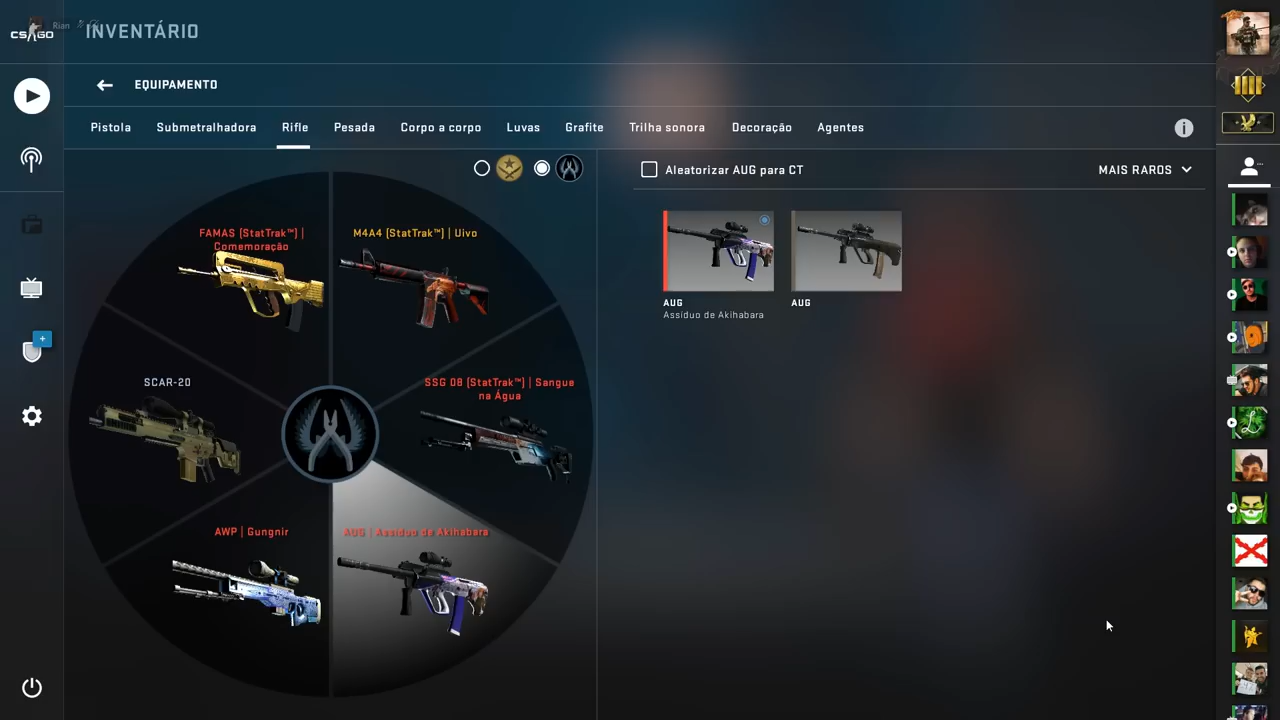 Rion
CS:GO
INVENTÁRIO
EQUIPAMENTO
Pistola
Submetralhadora
Rifle
Pesada
Corpo a corpo
Luvas
Grafite
Trilha sonora
Decoração
Agentes
Aleatorizar AUG para CT
MAIS RAROS
FAMAS (StatTrak™) |
Comemoração
M4A4 (StatTrak™) | Uivo
SCAR-20
SSG 08 (StatTrak™) | Sangue
na Água
AWP | Gungnir
AUG | Assíduo de Akihabara
AUG
Assíduo de Akihabara
AUG